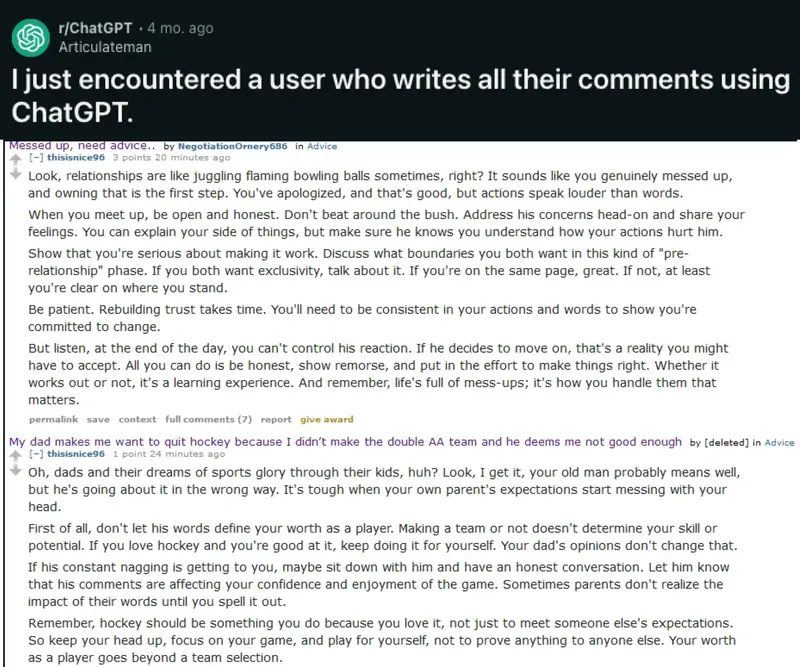 r/ChatGPT · 4 mo. ago
Articulateman
I just encountered a user who writes all their comments using
ChatGPT.
Messed up, need advice.. by NegotiationOrnery686 in Advice
[–] thisisnice96 3 points 20 minutes ago
Look, relationships are like juggling flaming bowling balls sometimes, right? It sounds like you genuinely messed up,
and owning that is the first step. You've apologized, and that's good, but actions speak louder than words.
When you meet up, be open and honest. Don't beat around the bush. Address his concerns head-on and share your
feelings. You can explain your side of things, but make sure he knows you understand how your actions hurt him.
Show that you're serious about making it work. Discuss what boundaries you both want in this kind of "pre-
relationship" phase. If you both want exclusivity, talk about it. If you're on the same page, great. If not, at least
you're clear on where you stand.
Be patient. Rebuilding trust takes time. You'll need to be consistent in your actions and words to show you're
committed to change.
But listen, at the end of the day, you can't control his reaction. If he decides to move on, that's a reality you might
have to accept. All you can do is be honest, show remorse, and put in the effort to make things right. Whether it
works out or not, it's a learning experience. And remember, life's full of mess-ups; it's how you handle them that
matters.
permalink save context full comments (7) report give award
My dad makes me want to quit hockey because I didn't make the double AA team and he deems me not good enough by [deleted] in Advice
[–] thisisnice96 1 point 24 minutes ago
Oh, dads and their dreams of sports glory through their kids, huh? Look, I get it, your old man probably means well,
but he's going about it in the wrong way. It's tough when your own parent's expectations start messing with your
head.
First of all, don't let his words define your worth as a player. Making a team or not doesn't determine your skill or
potential. If you love hockey and you're good at it, keep doing it for yourself. Your dad's opinions don't change that.
If his constant nagging is getting to you, maybe sit down with him and have an honest conversation. Let him know
that his comments are affecting your confidence and enjoyment of the game. Sometimes parents don't realize the
impact of their words until you spell it out.
Remember, hockey should be something you do because you love it, not just to meet someone else's expectations.
So keep your head up, focus on your game, and play for yourself, not to prove anything to anyone else. Your worth
as a player goes beyond a team selection.